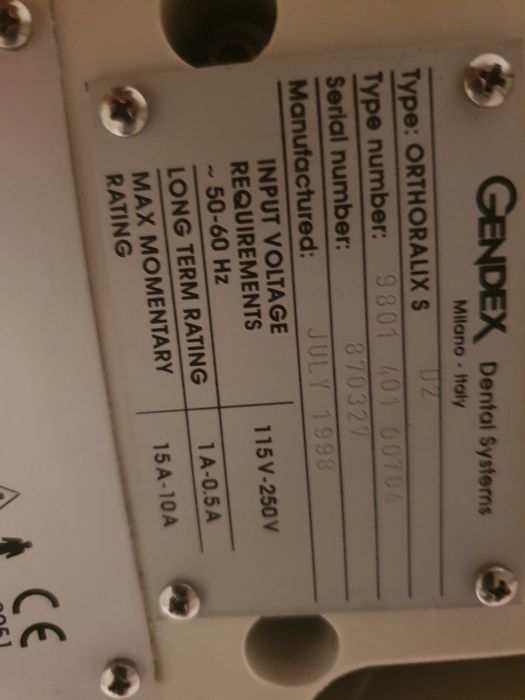 GENDEX Dental Systems
Milano - Italy
Type: ORTHORALIX S D2
Type number: 9801 401 00704
Serial number: 870327
Manufactured: JULY 1998
INPUT VOLTAGE
REQUIREMENTS 115V-250V
~ 50-60 Hz
LONG TERM RATING 1A-0.5A
MAX MOMENTARY
RATING 15A-10A
CE